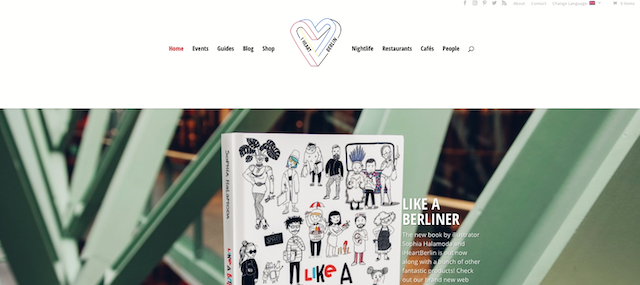 About Contact Change Language 0 Items
Home Events Guides Blog Shop
I HEART BERLIN
Nightlife Restaurants Cafés People
SOPHIA HALAMODA
LIKE A
LIKE A
BERLINER
The new book by illustrator
Sophia Halamoda and
iHeartBerlin is out now
along with a bunch of other
fantastic products! Check
out our brand new web